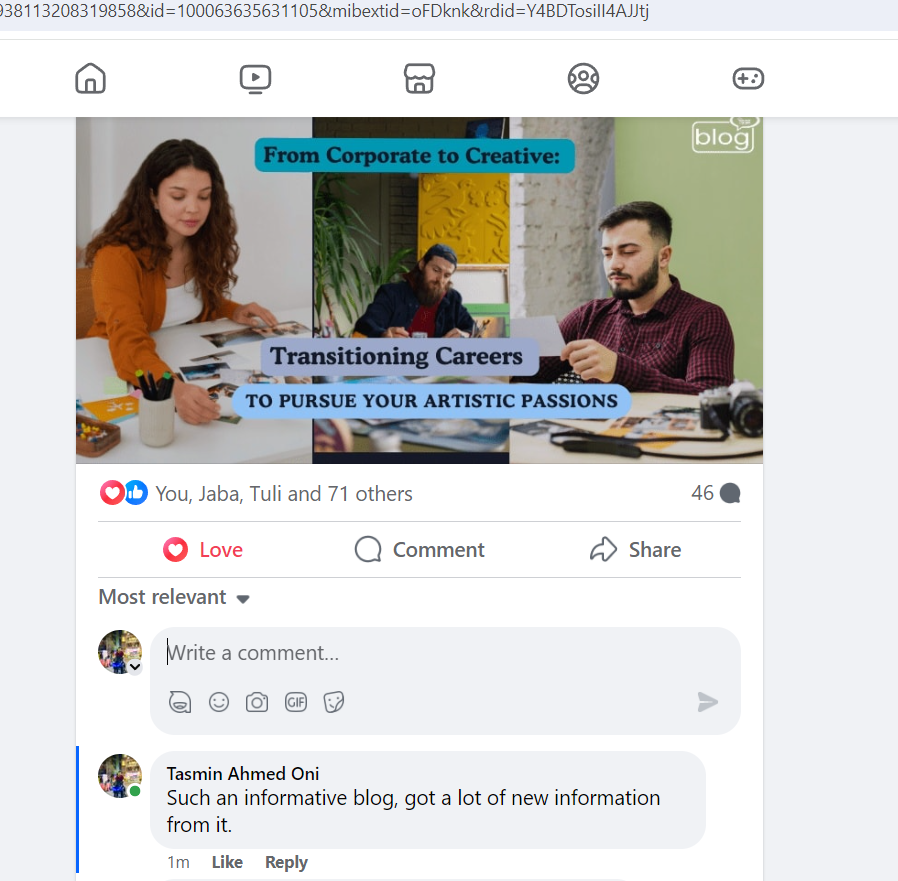 938113208319858&id=100063635631105&mibextid=oFDknk&rdid=Y4BDTosiIl4AJJtj
Your
blog
From Corporate to Creative:
Transitioning Careers
TO PURSUE YOUR ARTISTIC PASSIONS
You, Jaba, Tuli and 71 others
46
Love
Comment
Share
Most relevant
Write a comment...
GIF
Tasmin Ahmed Oni
Such an informative blog, got a lot of new information
from it.
1m Like Reply